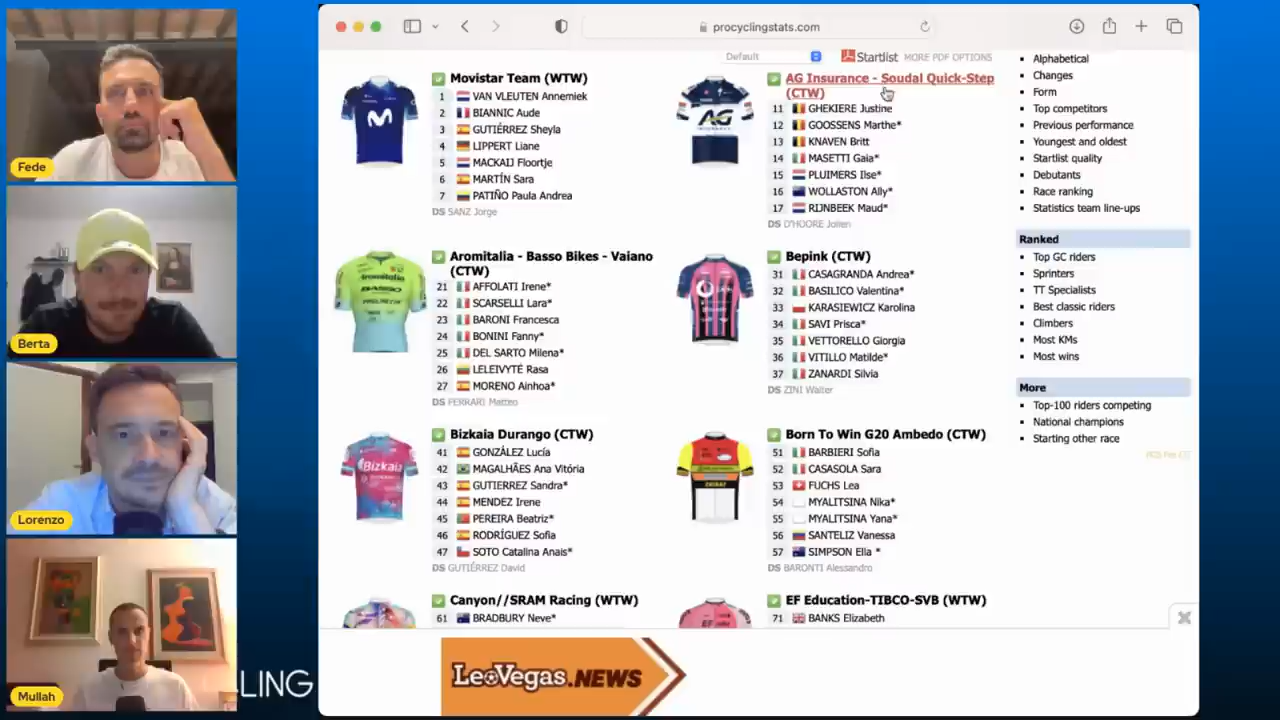 Fede
Berta
Lorenzo
Mullah
LING
procyclingstats.com
Default
Startlist
MORE PDF OPTIONS
Movistar Team (WTW)
1 VAN VLEUTEN Annemiek
2 BIANNIC Aude
3 GUTIÉRREZ Sheyla
4 LIPPERT Liane
5 MACKAIJ Floortje
6 MARTÍN Sara
7 PATIÑO Paula Andrea
DS SANZ Jorge
AG Insurance - Soudal Quick-Step
(CTW)
11 GHEKIERE Justine
12 GOOSSENS Marthe*
13 KNAVEN Britt
14 MASETTI Gaia*
15 PLUIMERS Ilse*
16 WOLLASTON Ally*
17 RIJNBEEK Maud*
DS D'HOORE Jolien
Aromitalia - Basso Bikes - Vaiano
(CTW)
21 AFFOLATI Irene*
22 SCARSELLI Lara*
23 BARONI Francesca
24 BONINI Fanny*
25 DEL SARTO Milena*
26 LELEIVYTĖ Rasa
27 MORENO Ainhoa*
DS FERRARI Matteo
Bepink (CTW)
31 CASAGRANDA Andrea*
32 BASILICO Valentina*
33 KARASIEWICZ Karolina
34 SAVI Prisca*
35 VETTORELLO Giorgia
36 VITILLO Matilde*
37 ZANARDI Silvia
DS ZINI Walter
Bizkaia Durango (CTW)
41 GONZÁLEZ Lucía
42 MAGALHÃES Ana Vitória
43 GUTIERREZ Sandra*
44 MENDEZ Irene
45 PEREIRA Beatriz*
46 RODRÍGUEZ Sofia
47 SOTO Catalina Anais*
DS GUTIÉRREZ David
Born To Win G20 Ambedo (CTW)
51 BARBIERI Sofia
52 CASASOLA Sara
53 FUCHS Lea
54 MYALITSINA Nika*
55 MYALITSINA Yana*
56 SANTELIZ Vanessa
57 SIMPSON Ella *
DS BARONTI Alessandro
Canyon//SRAM Racing (WTW)
61 BRADBURY Neve*
EF Education-TIBCO-SVB (WTW)
71 BANKS Elizabeth
Alphabetical
Changes
Form
Top competitors
Previous performance
Youngest and oldest
Startlist quality
Debutants
Race ranking
Statistics team line-ups
Ranked
Top GC riders
Sprinters
TT Specialists
Best classic riders
Climbers
Most KMs
Most wins
More
Top-100 riders competing
National champions
Starting other race
AG
Aromitalia
BASSO
Bizkaia
LeoVegas.NEWS